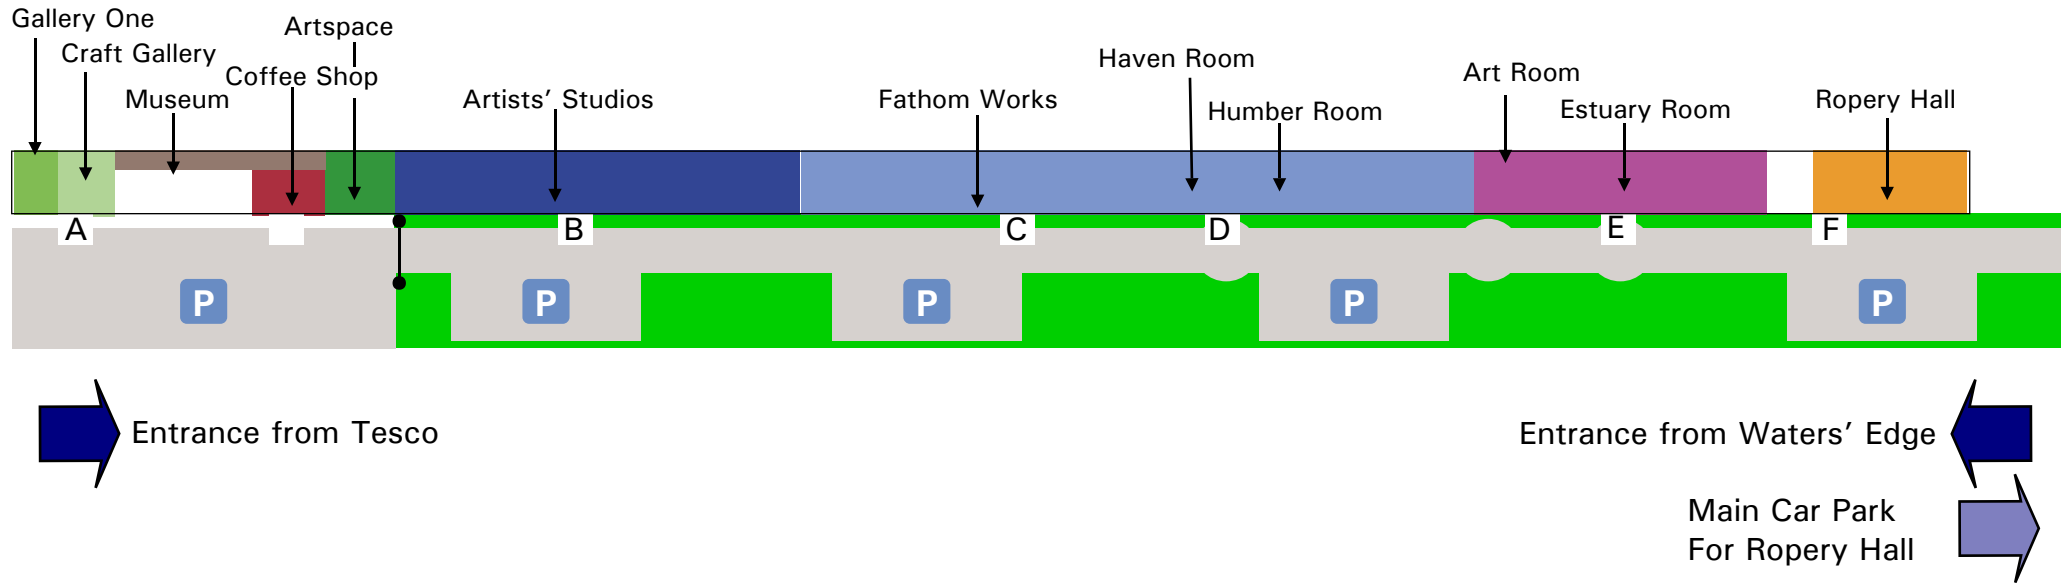 Gallery One
Craft Gallery
Museum
Coffee Shop
Artspace
Artists’ Studios
Fathom Works
Haven Room
Humber Room
Art Room
Estuary Room
Ropery Hall
A
B
C
D
E
F
P
P
P
P
P
Entrance from Tesco
Entrance from Waters’ Edge
Main Car Park
For Ropery Hall